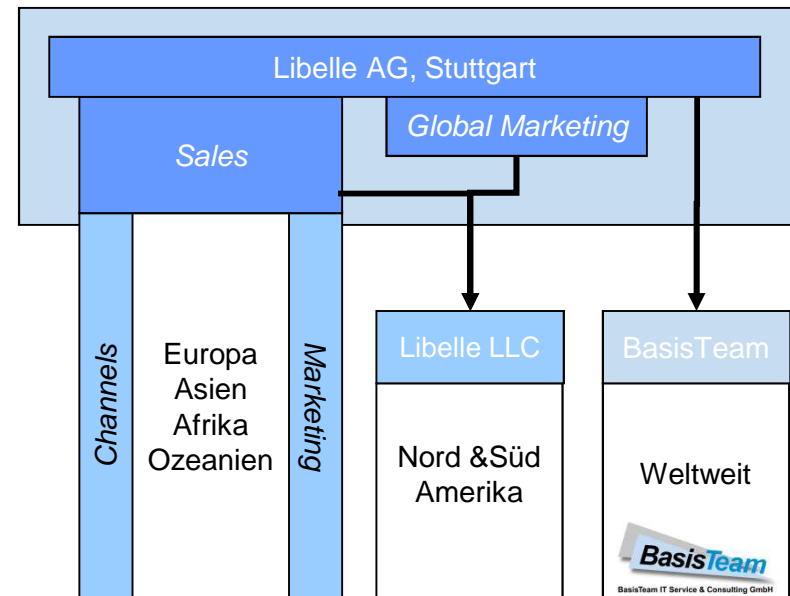 Libelle AG, Stuttgart
Sales
Global Marketing
Channels
Europa
Asien
Afrika
Ozeanien
Marketing
Libelle LLC
Nord &Süd
Amerika
BasisTeam
Weltweit
BasisTeam
BasisTeam IT Service & Consulting GmbH